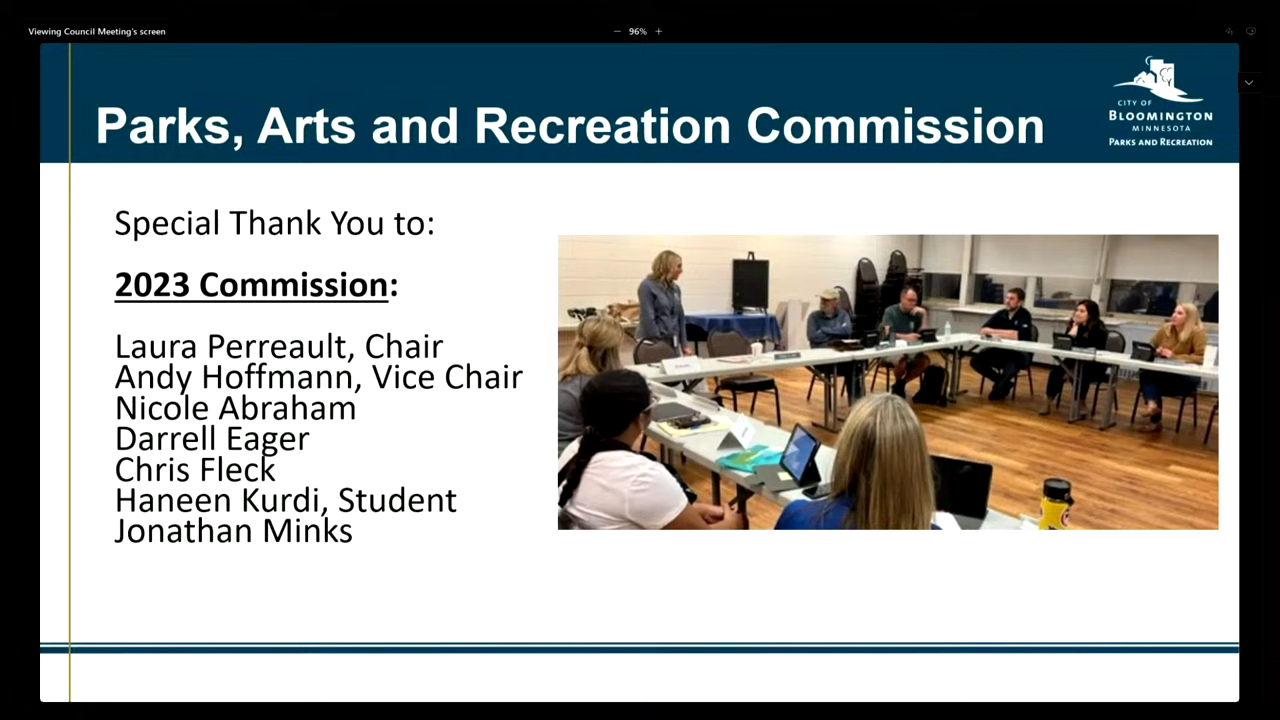 Viewing Council Meeting's screen
96%
Parks, Arts and Recreation Commission
CITY OF
BLOOMINGTON
MINNESOTA
PARKS AND RECREATION
Special Thank You to:
2023 Commission:
Laura Perreault, Chair
Andy Hoffmann, Vice Chair
Nicole Abraham
Darrell Eager
Chris Fleck
Haneen Kurdi, Student
Jonathan Minks